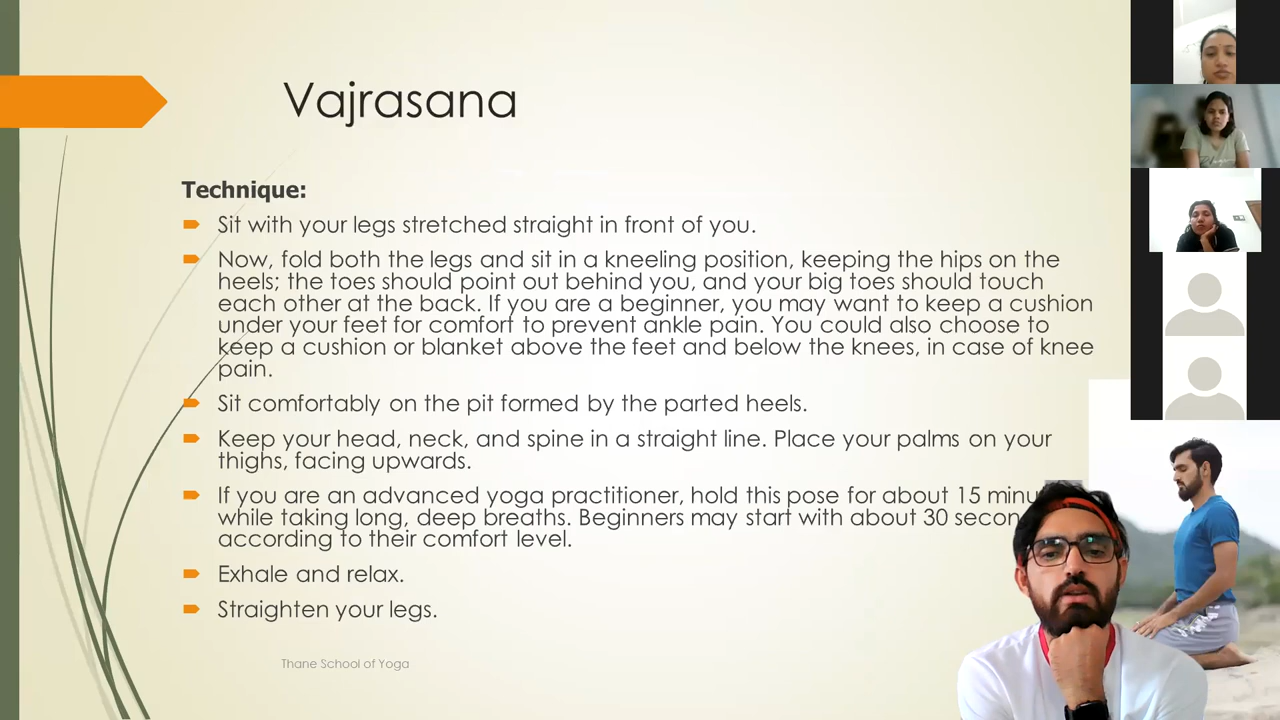 Vajrasana
Technique:
Sit with your legs stretched straight in front of you.
Now, fold both the legs and sit in a kneeling position, keeping the hips on the
heels; the toes should point out behind you, and your big toes should touch
each other at the back. If you are a beginner, you may want to keep a cushion
under your feet for comfort to prevent ankle pain. You could also choose to
keep a cushion or blanket above the feet and below the knees, in case of knee
pain.
Sit comfortably on the pit formed by the parted heels.
Keep your head, neck, and spine in a straight line. Place your palms on your
thighs, facing upwards.
If you are an advanced yoga practitioner, hold this pose for about 15
while taking long, deep breaths. Beginners may start with about 30
according to their comfort level.
Exhale and relax.
Straighten your legs.
Thane School of Yoga